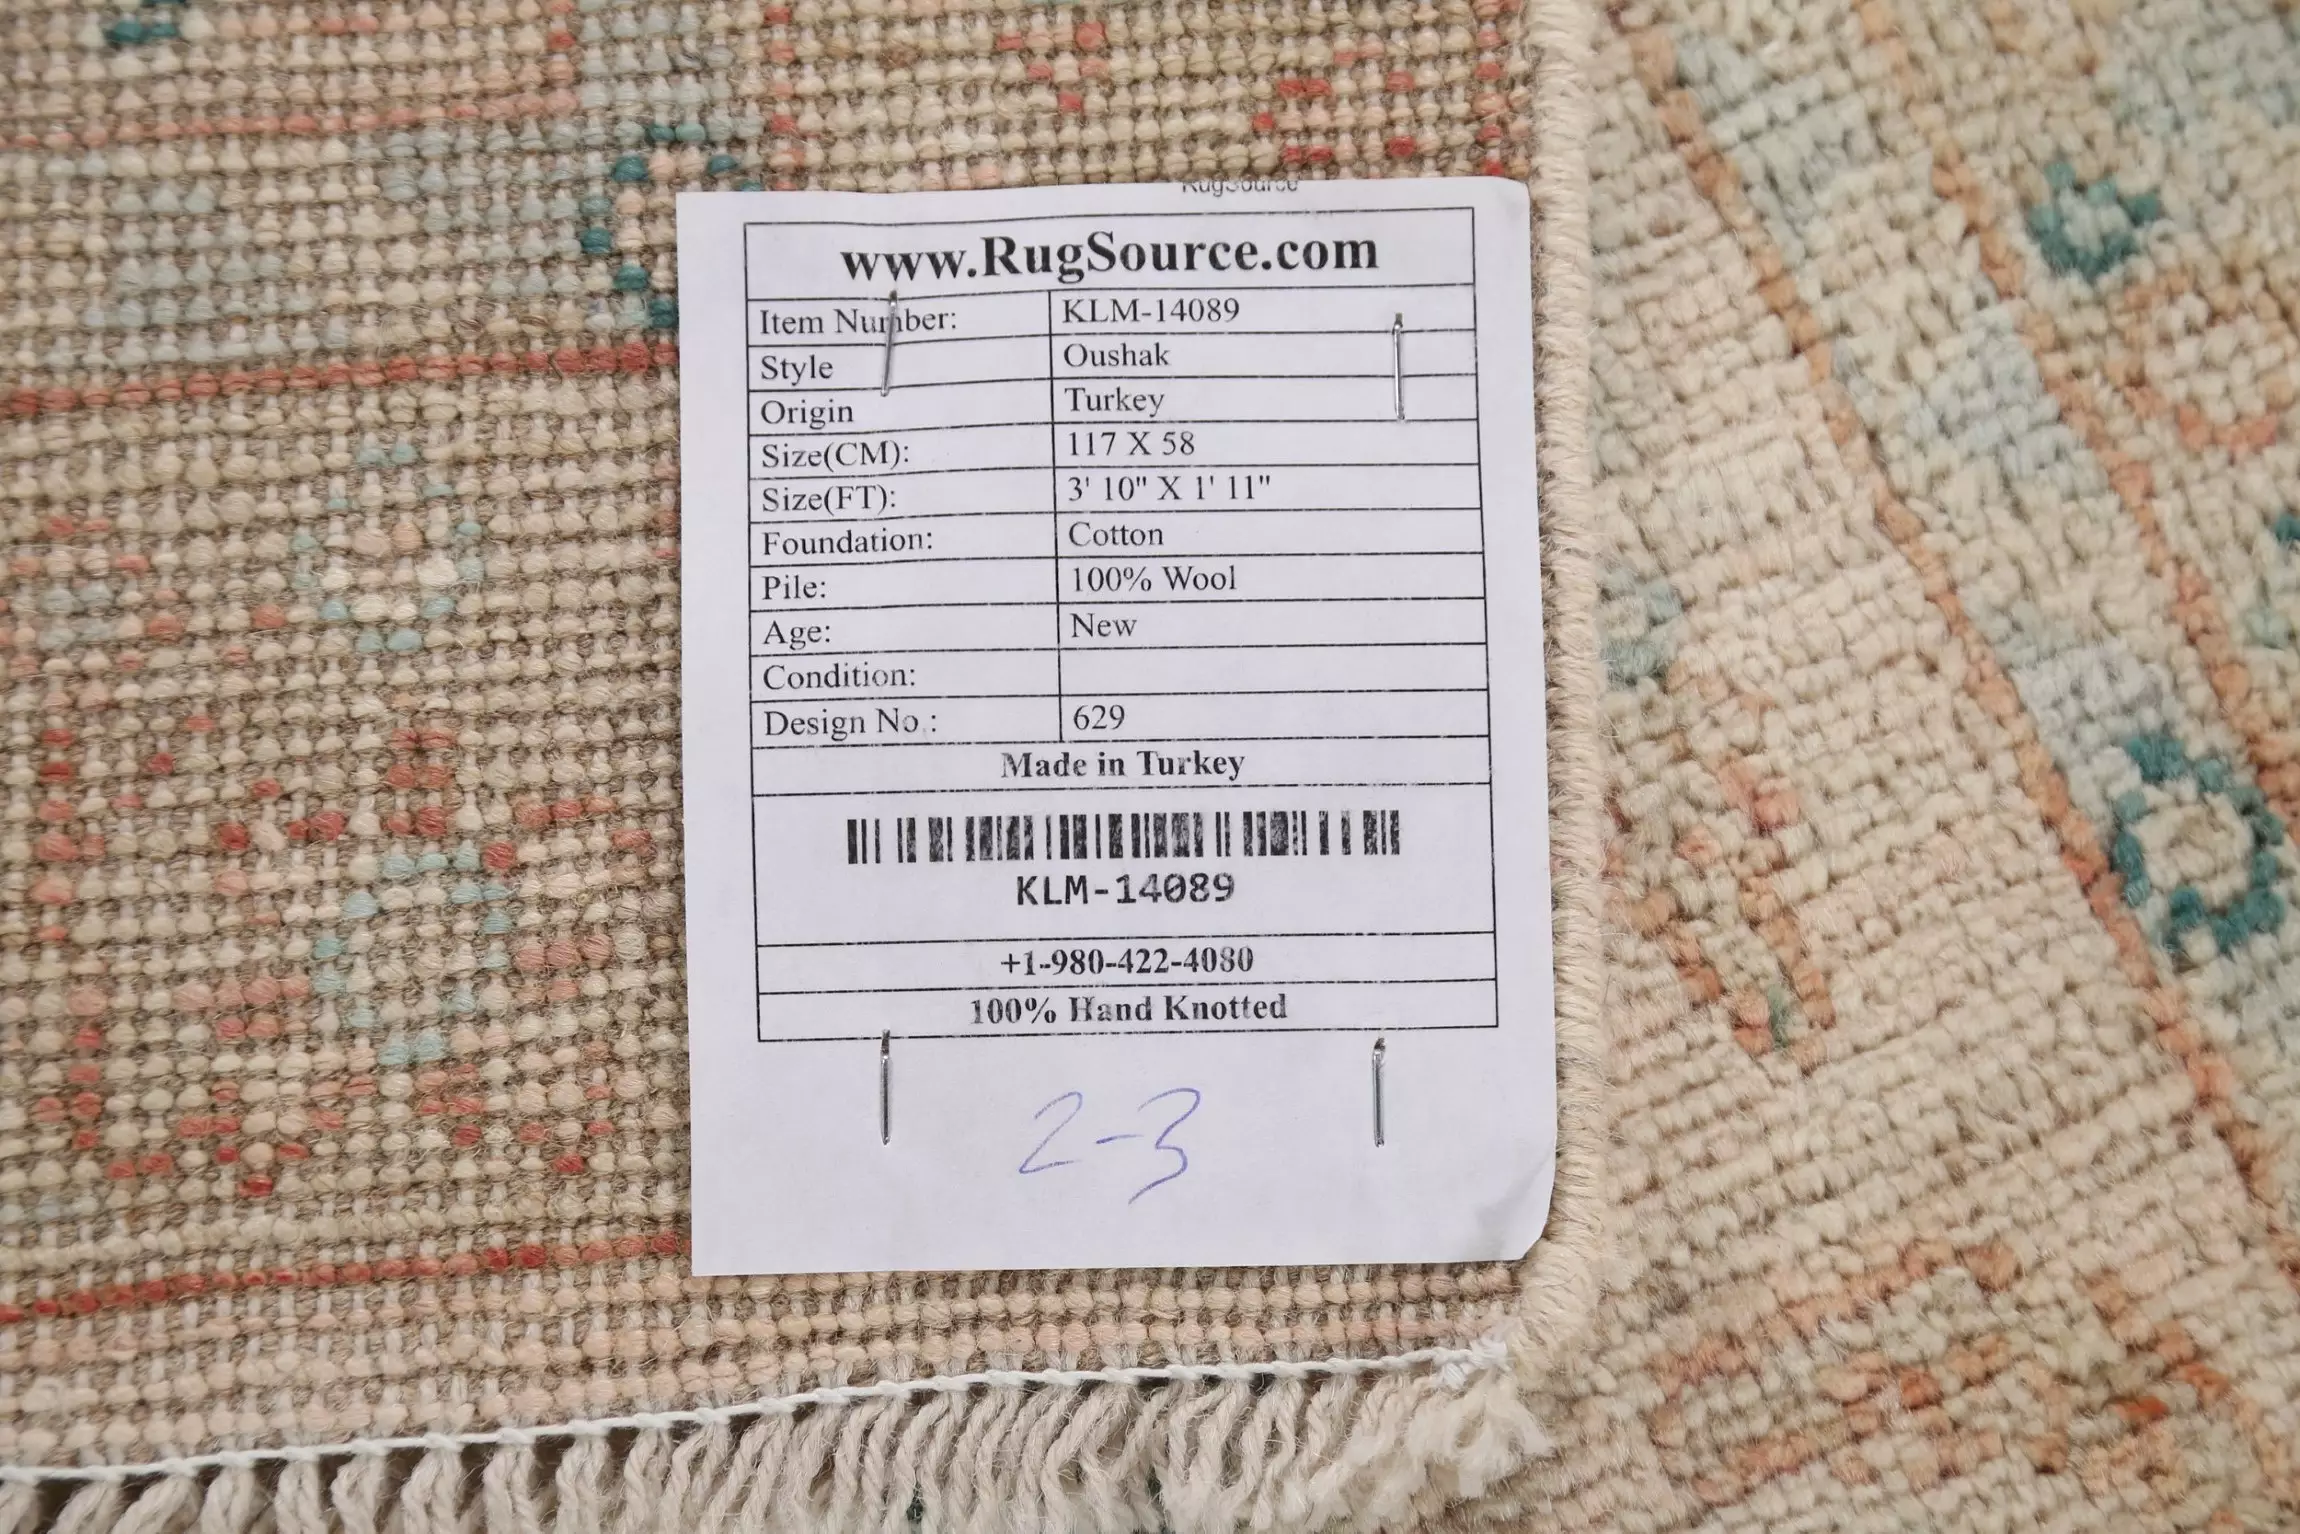 RugSource
www.RugSource.com
Item Number: KLM-14089
Style Oushak
Origin Turkey
Size(CM): 117 X 58
Size(FT): 3' 10" X 1' 11"
Foundation: Cotton
Pile: 100% Wool
Age: New
Condition:
Design No.: 629
Made in Turkey
KLM-14089
+1-980-422-4080
100% Hand Knotted
2-3